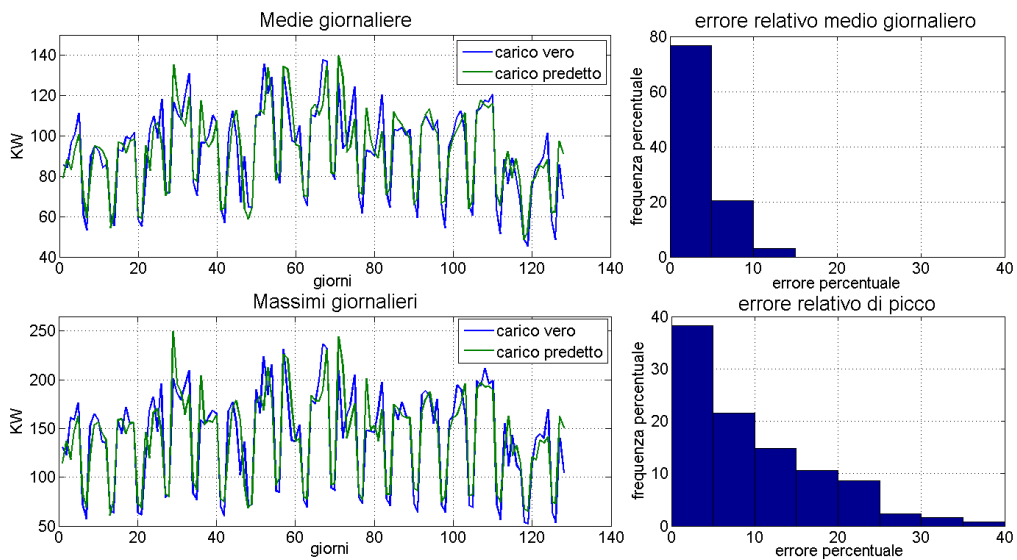 Medie giornaliere
140
120
100
80
60
40
KW
carico vero
carico predetto
0
20
40
60
80
100
120
140
giorni
errore relativo medio giornaliero
80
60
40
20
0
frequenza percentuale
0
10
20
30
40
errore percentuale
Massimi giornalieri
250
200
150
100
50
KW
carico vero
carico predetto
0
20
40
60
80
100
120
140
giorni
errore relativo di picco
40
30
20
10
0
frequenza percentuale
0
10
20
30
40
errore percentuale